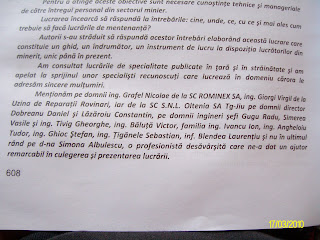 Pentru a atinge aceste obiective sunt necesare cunoştinţe tehnice şi manageriale
de către întregul personal din sectorul minier.
Lucrarea încearcă să răspundă la întrebările: cine, unde, ce, cu ce şi mai ales cum
trebuie să facă lucrările de mentenanţă?
Autorii s-au străduit să răspundă acestor întrebări elaborând această lucrare care
constituie un ghid, un îndrumător, un instrument de lucru la dispoziţia lucrătorilor din
minerit, unic până în prezent.
Am consultat lucrările de specialitate publicate în ţară şi în străinătate şi am
apelat la sprijinul unor specialişti recunoscuţi care lucrează în domeniu cărora le
adresăm sincere mulţumiri.
Menţionăm pe domnii ing. Grofel Nicolae de la SC ROMINEX SA, ing. Giorgi Virgil de la
Uzina de Reparaţii Rovinari, iar de la SC S.N.L. Oltenia SA Tg-Jiu pe domnii director
Dobreanu Daniel şi Lăzăroiu Constantin, pe domnii ingineri şefi Gugu Radu, Simerea
Vasile şi ing. Tivig Gheorghe, ing. Băluţă Victor, familia ing. Ivancu Ion, ing. Angheloiu
Tudor, ing. Ghioc Ştefan, ing. Ţigănele Sebastian, inf. Blendea Laurenţiu şi nu în ultimul
rând pe d-na Simona Albulescu, o profesionistă desăvârşită care ne-a dat un ajutor
remarcabil în culegerea şi prezentarea lucrării.
608
17/03/2010